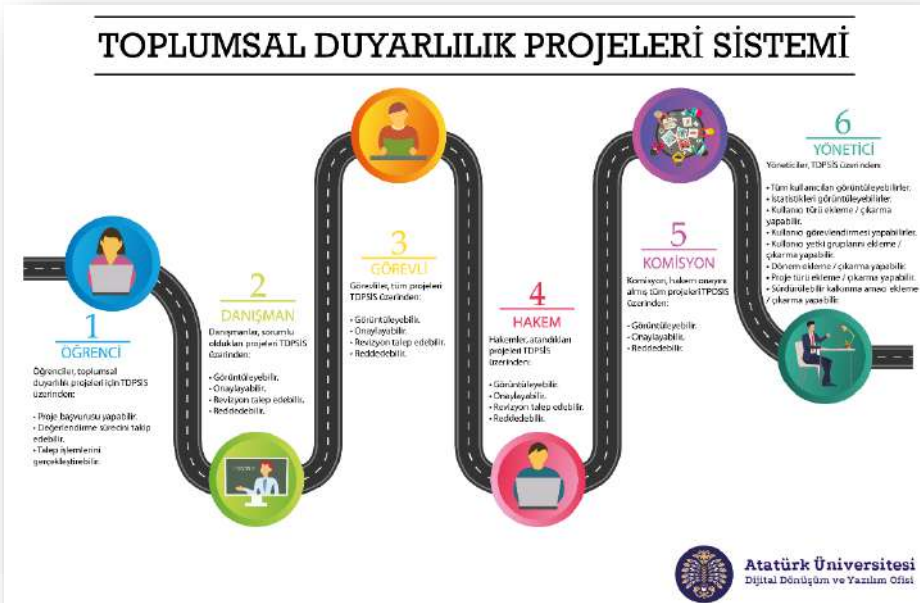 TOPLUMSAL DUYARLILIK PROJELERİ SİSTEMİ
1
ÖĞRENCİ
Öğrenciler, toplumsal
duyarlılık projeleri için TDPSİS
üzerinden:
• Proje başvurusu yapabilir.
• Değerlendirme sürecini takip
edebilir.
• Talep işlemlerini
gerçekleştirebilir.
2
DANIŞMAN
Danışmanlar, sorumlu
oldukları projeleri TDPSİS
üzerinden:
• Görüntüleyebilir.
• Onaylayabilir.
• Revizyon talep edebilir.
• Reddedebilir.
3
GÖREVLİ
Görevliler, tüm projeleri
TDPSİS üzerinden:
• Görüntüleyebilir.
• Onaylayabilir.
• Revizyon talep edebilir.
• Reddedebilir.
4
HAKEM
Hakemler, atandıkları
projeleri TDPSİS
üzerinden:
• Görüntüleyebilir.
• Onaylayabilir.
• Revizyon talep edebilir.
• Reddedebilir.
5
KOMİSYON
Komisyon, hakem onayını
almış tüm projeleri TPDSİS
üzerinden:
• Görüntüleyebilir.
• Onaylayabilir.
• Reddedebilir.
6
YÖNETİCİ
Yöneticiler, TDPSİS üzerinden:
• Tüm kullanıcıları görüntüleyebilirler.
• İstatistikleri görüntüleyebilirler.
• Kullanıcı türü ekleme / çıkarma
yapabilir.
• Kullanıcı görevlendirmesi yapabilirler.
• Kullanıcı yetki gruplarını ekleme /
çıkarma yapabilir.
• Dönem ekleme / çıkarma yapabilir.
• Proje türü ekleme / çıkarma yapabilir.
• Sürdürülebilir kalkınma amacı ekleme
/ çıkarma yapabilir.
Atatürk Üniversitesi
Dijital Dönüşüm ve Yazılım Ofisi